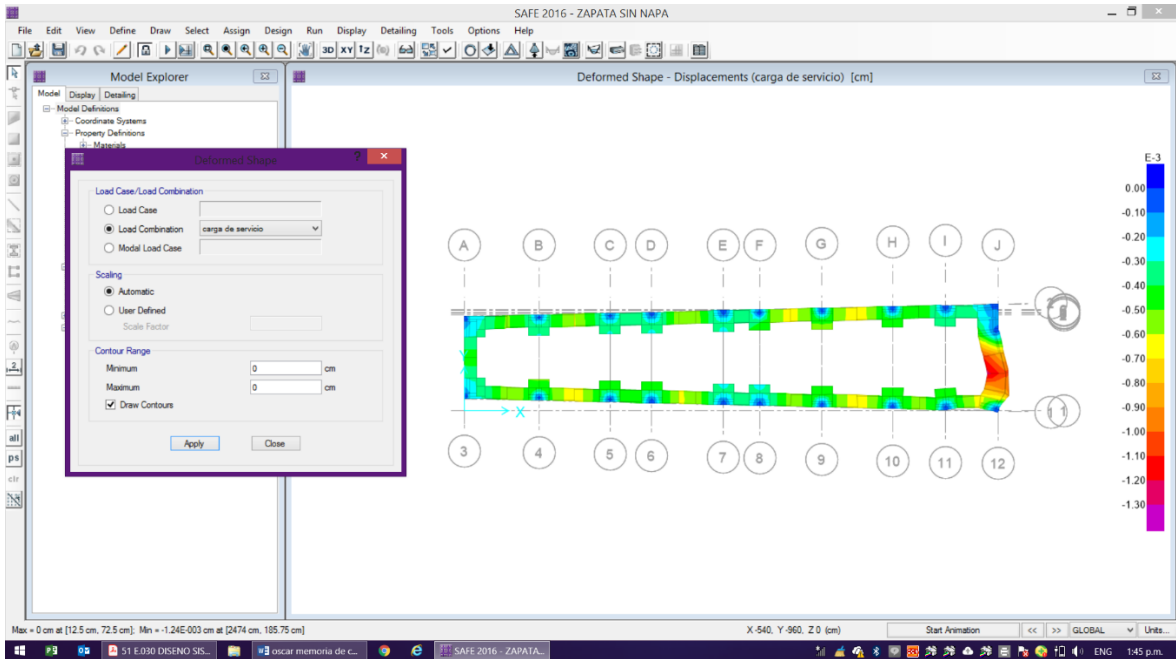 SAFE 2016 - ZAPATA SIN NAPA
File Edit View Define Draw Select Assign Design Run Display Detailing Tools Options Help
3D XY
Model Explorer
Deformed Shape - Displacements (carga de servicio) [cm]
Model Display Detailing
Model Definitions
Coordinate Systems
Property Definitions
Materials
Deformed Shape ?
Load Case/Load Combination
Load Case
Load Combination carga de servicio
Modal Load Case
Scaling
Automatic
User Defined
Scale Factor
Contour Range
Minimum 0 cm
Maximum 0 cm
Draw Contours
Apply Close
all
ps
clr
A B C D E F G H I J
2
Y
X
1 1
3 4 5 6 7 8 9 10 11 12
E-3
0.00
-0.10
-0.20
-0.30
-0.40
-0.50
-0.60
-0.70
-0.80
-0.90
-1.00
-1.10
-1.20
-1.30
Max = 0 cm at [12.5 cm, 72.5 cm]; Min = -1.24E-003 cm at [2474 cm, 185.75 cm]
X -540, Y -960, Z 0 (cm)
Start Animation << >> GLOBAL Units...
51 E.030 DISENO SIS... oscar memoria de c... SAFE 2016 - ZAPATA... ENG 1:45 p.m.